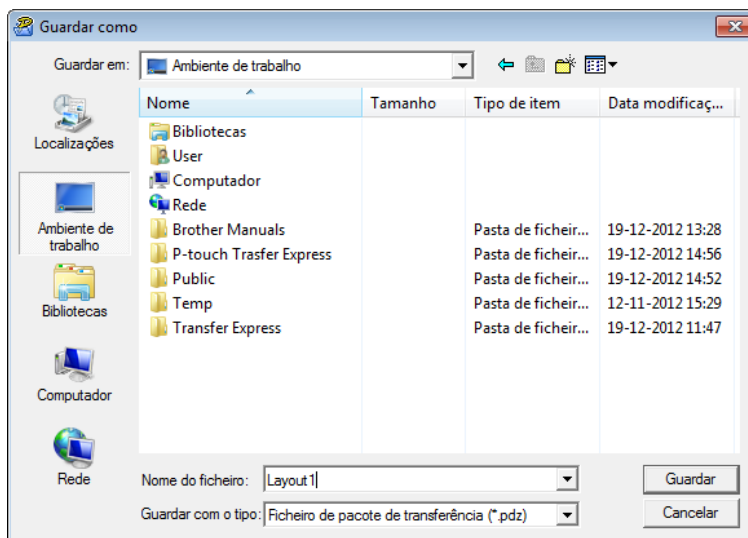 Guardar como
Guardar em: Ambiente de trabalho
Nome Tamanho Tipo de item Data modificaç...
Localizações
Ambiente de
trabalho
Bibliotecas
Computador
Rede
Bibliotecas
User
Computador
Rede
Brother Manuals Pasta de ficheir... 19-12-2012 13:28
P-touch Trasfer Express Pasta de ficheir... 19-12-2012 14:56
Public Pasta de ficheir... 19-12-2012 14:52
Temp Pasta de ficheir... 12-11-2012 15:29
Transfer Express Pasta de ficheir... 19-12-2012 11:47
Nome do ficheiro: Layout1 Guardar
Guardar com o tipo: Ficheiro de pacote de transferência (*.pdz) Cancelar